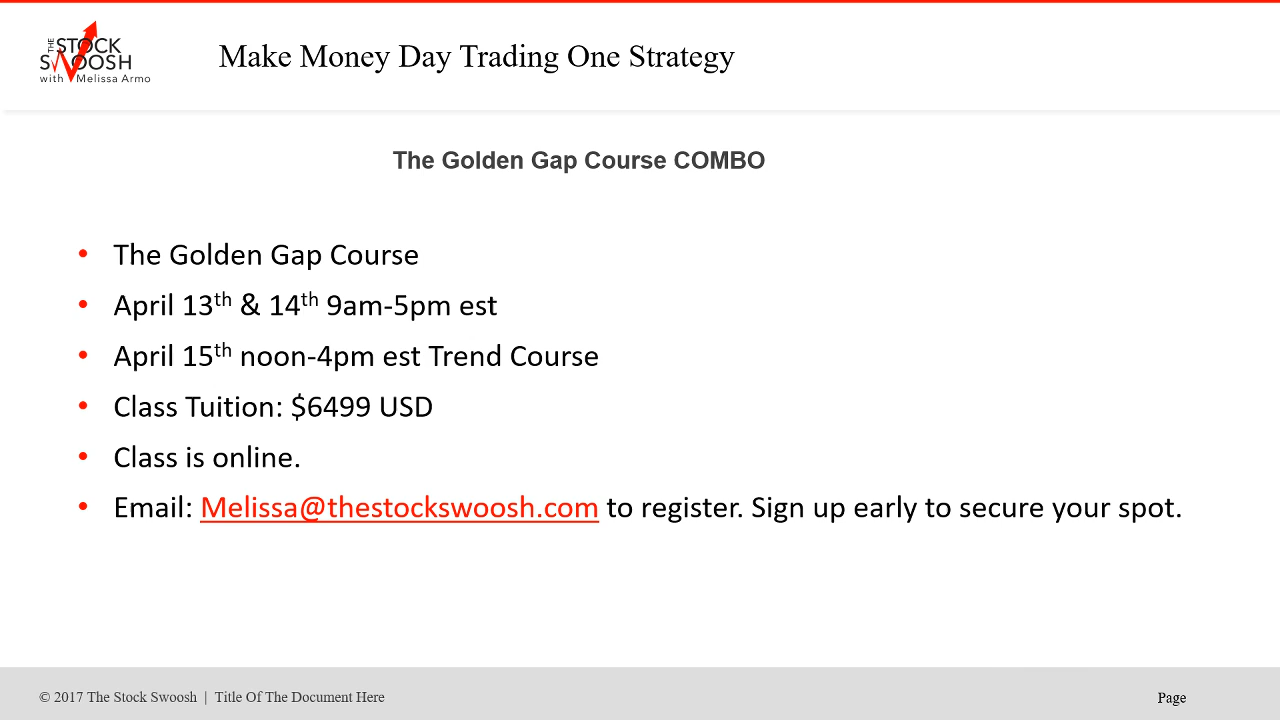 THE STOCK
SWOOSH
with Melissa Armo
Make Money Day Trading One Strategy
The Golden Gap Course COMBO
• The Golden Gap Course
• April 13th & 14th 9am-5pm est
• April 15th noon-4pm est Trend Course
• Class Tuition: $6499 USD
• Class is online.
• Email: Melissa@thestockswoosh.com to register. Sign up early to secure your spot.
© 2017 The Stock Swoosh | Title Of The Document Here
Page